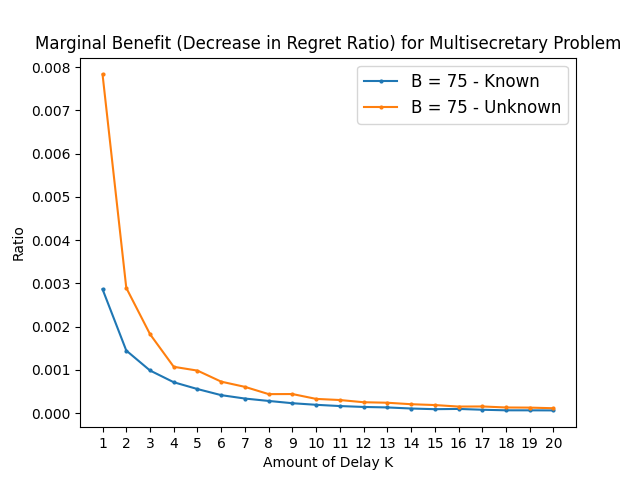 Marginal Benefit (Decrease in Regret Ratio) for Multisecretary Problem
B = 75 - Known
B = 75 - Unknown
0.008
0.007
0.006
0.005
0.004
0.003
0.002
0.001
0.000
Ratio
1 2 3 4 5 6 7 8 9 10 11 12 13 14 15 16 17 18 19 20
Amount of Delay K